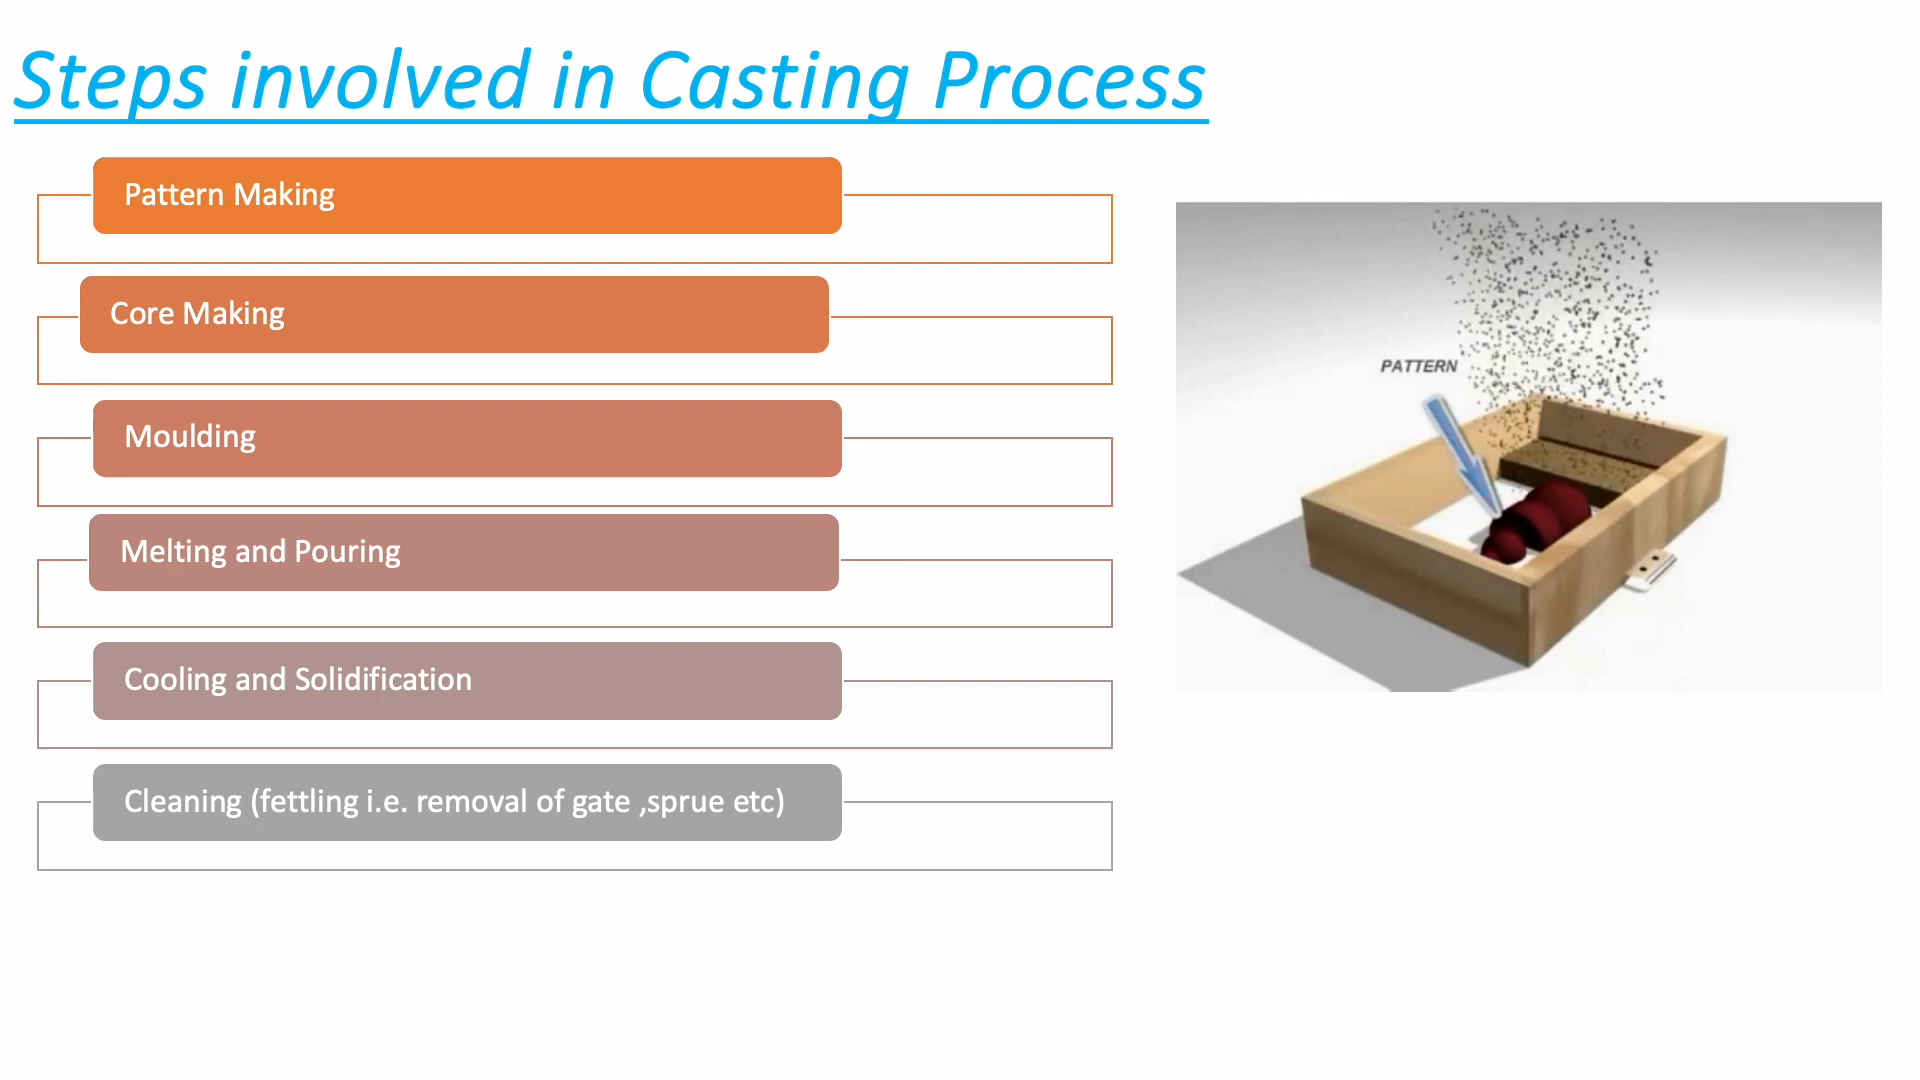 Steps involved in Casting Process
Pattern Making
Core Making
Moulding
Melting and Pouring
Cooling and Solidification
Cleaning (fettling i.e. removal of gate ,sprue etc)
PATTERN